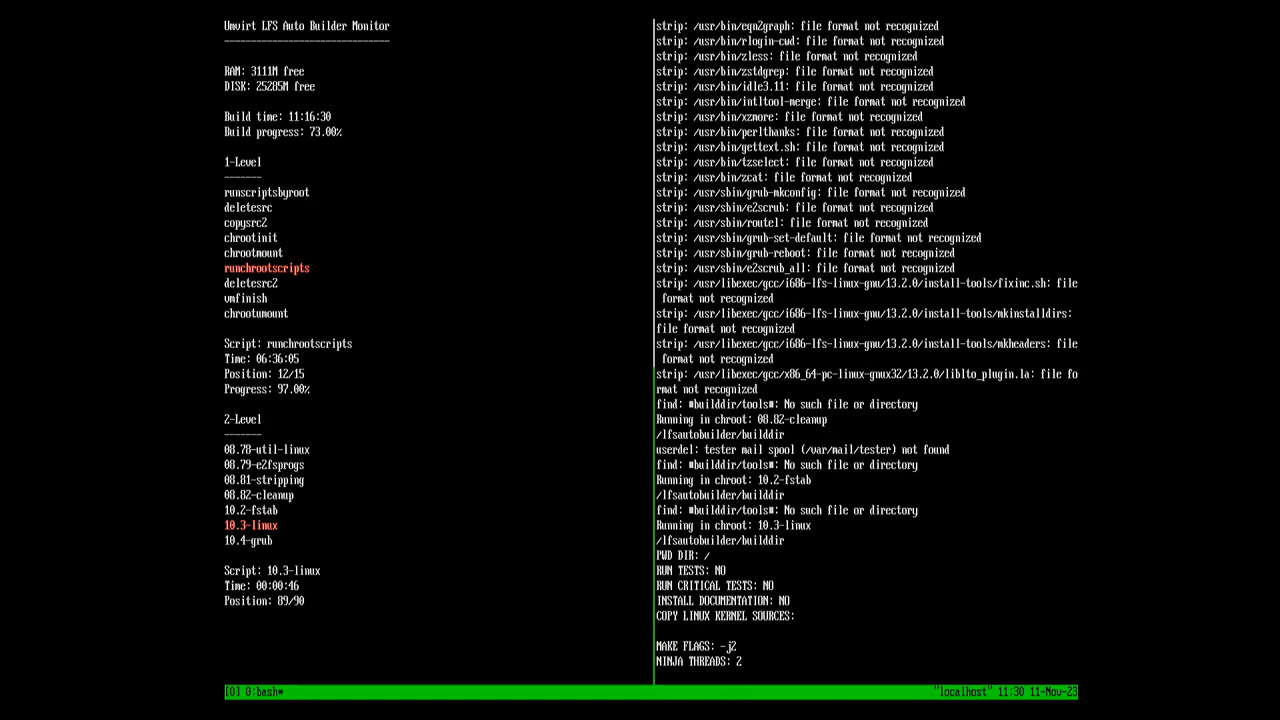 Umvirt LFS Auto Builder Monitor
-------------------------------
RAM: 3111M free
DISK: 25285M free
Build time: 11:16:30
Build progress: 73.00%
1-Level
-------
runscriptsbyroot
deletesrc
copysrc2
chrootinit
chrootmount
runchrootscripts
deletesrc2
vmfinish
chrootumount
Script: runchrootscripts
Time: 06:36:05
Position: 12/15
Progress: 97.00%
2-Level
-------
08.78-util-linux
08.79-e2fsprogs
08.81-stripping
08.82-cleanup
10.2-fstab
10.3-linux
10.4-grub
Script: 10.3-linux
Time: 00:00:46
Position: 89/90
strip: /usr/bin/eqn2graph: file format not recognized
strip: /usr/bin/rlogin-cwd: file format not recognized
strip: /usr/bin/zless: file format not recognized
strip: /usr/bin/zstdgrep: file format not recognized
strip: /usr/bin/idle3.11: file format not recognized
strip: /usr/bin/intltool-merge: file format not recognized
strip: /usr/bin/xzmore: file format not recognized
strip: /usr/bin/perlthanks: file format not recognized
strip: /usr/bin/gettext.sh: file format not recognized
strip: /usr/bin/tzselect: file format not recognized
strip: /usr/bin/zcat: file format not recognized
strip: /usr/sbin/grub-mkconfig: file format not recognized
strip: /usr/sbin/e2scrub: file format not recognized
strip: /usr/sbin/routel: file format not recognized
strip: /usr/sbin/grub-set-default: file format not recognized
strip: /usr/sbin/grub-reboot: file format not recognized
strip: /usr/sbin/e2scrub_all: file format not recognized
strip: /usr/libexec/gcc/i686-lfs-linux-gnu/13.2.0/install-tools/fixinc.sh: file
 format not recognized
strip: /usr/libexec/gcc/i686-lfs-linux-gnu/13.2.0/install-tools/mkinstalldirs:
file format not recognized
strip: /usr/libexec/gcc/i686-lfs-linux-gnu/13.2.0/install-tools/mkheaders: file
 format not recognized
strip: /usr/libexec/gcc/x86_64-pc-linux-gnux32/13.2.0/liblto_plugin.la: file fo
rmat not recognized
find: ■builddir/tools■: No such file or directory
Running in chroot: 08.82-cleanup
/lfsautobuilder/builddir
userdel: tester mail spool (/var/mail/tester) not found
find: ■builddir/tools■: No such file or directory
Running in chroot: 10.2-fstab
/lfsautobuilder/builddir
find: ■builddir/tools■: No such file or directory
Running in chroot: 10.3-linux
/lfsautobuilder/builddir
PWD DIR: /
RUN TESTS: NO
RUN CRITICAL TESTS: NO
INSTALL DOCUMENTATION: NO
COPY LINUX KERNEL SOURCES:
MAKE FLAGS: -j2
NINJA THREADS: 2
[0] 0:bash*
"localhost" 11:30 11-Nov-23